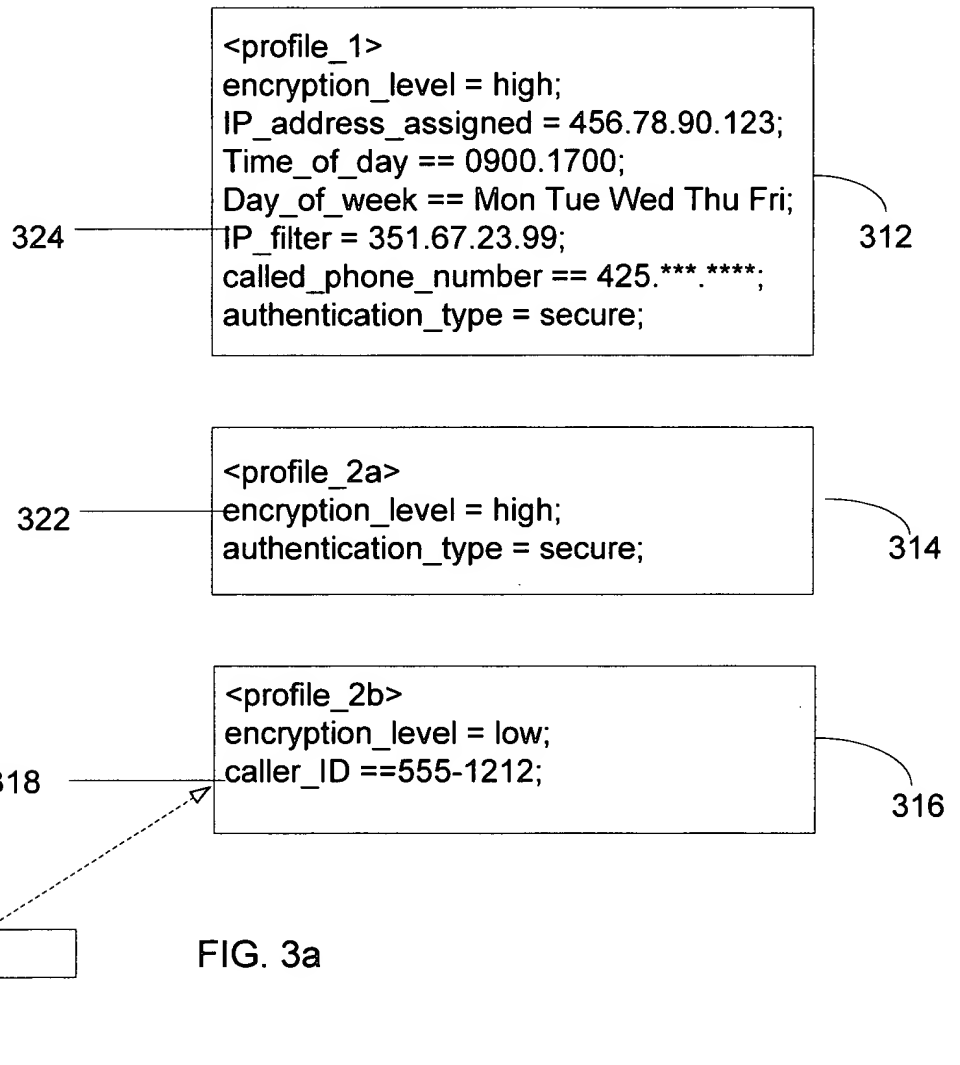 <profile_1>
encryption_level = high;
IP_address_assigned = 456.78.90.123;
Time_of_day == 0900.1700;
Day_of_week == Mon Tue Wed Thu Fri;
324
IP_filter = 351.67.23.99;
312
called_phone_number == 425.***.****;
authentication_type = secure;
<profile_2a>
322
encryption_level = high;
authentication_type = secure;
314
<profile_2b>
encryption_level = low;
318
caller_ID ==555-1212;
316
FIG. 3a